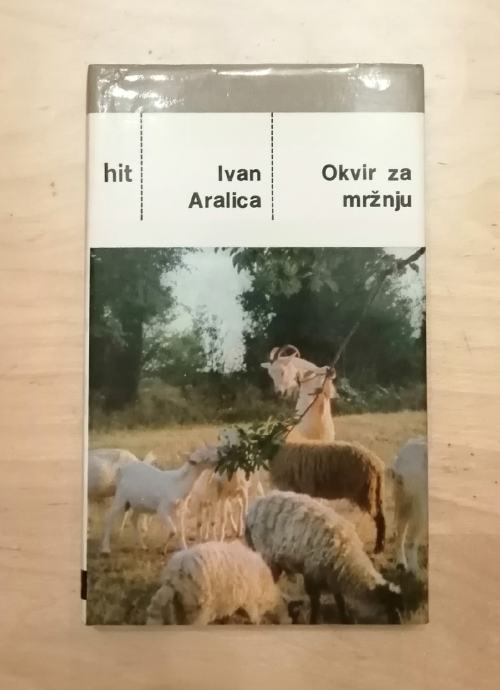 hit
Ivan
Aralica
Okvir za
mržnju